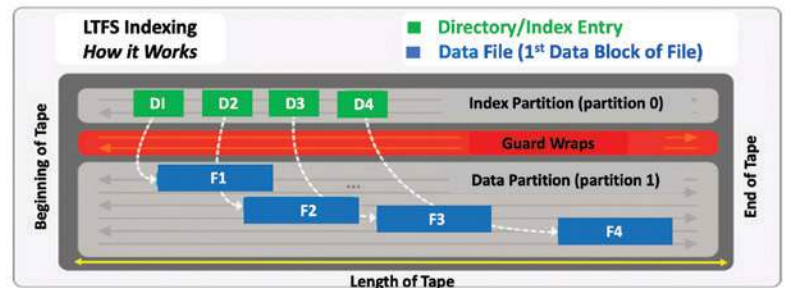 LTFS Indexing
How it Works
Directory/Index Entry
Data File (1st Data Block of File)
Beginning of Tape
DI
D2
D3
D4
Index Partition (partition 0)
Guard Wraps
F1
...
Data Partition (partition 1)
F2
F3
F4
End of Tape
Length of Tape